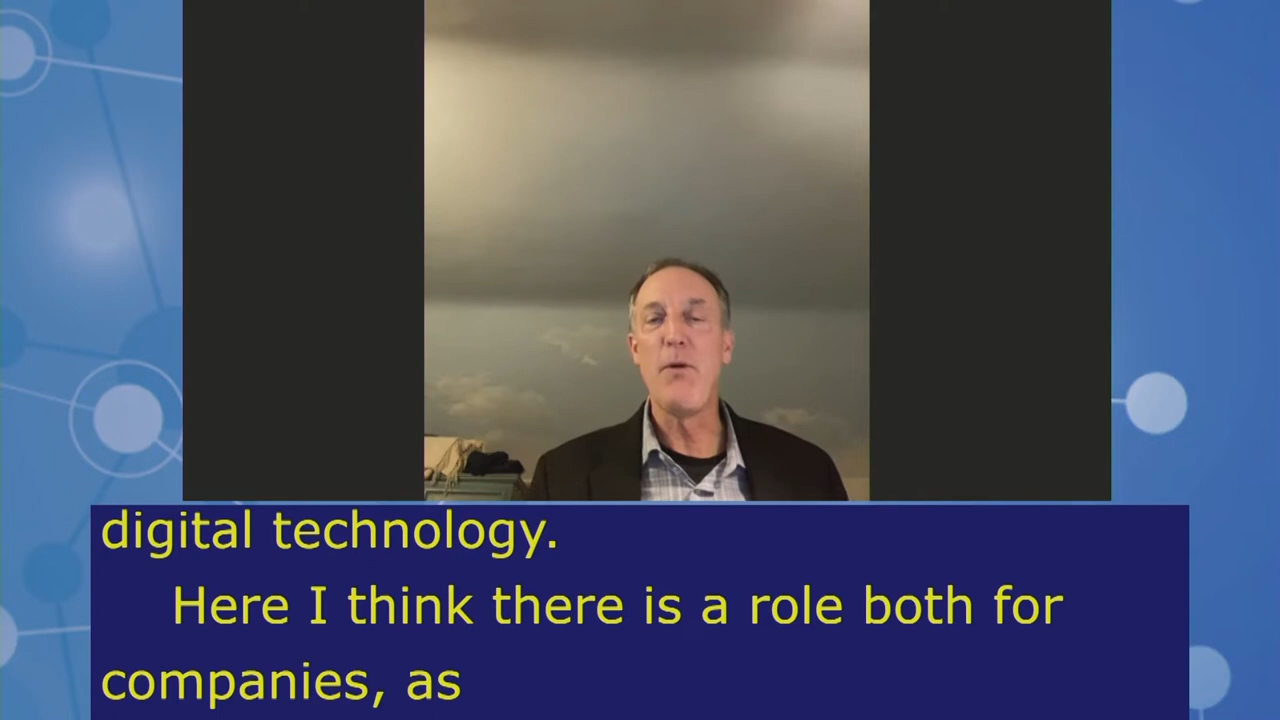 digital technology.
Here I think there is a role both for
companies, as